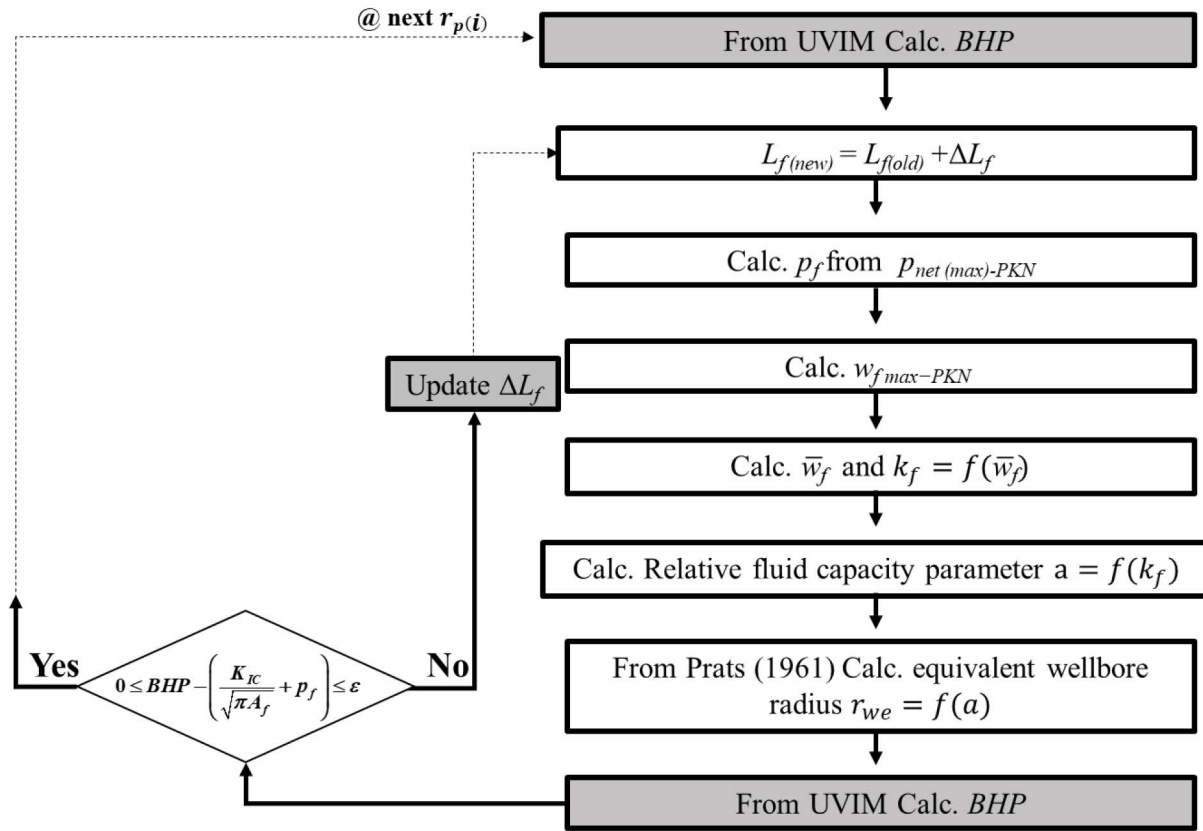 @ next r_p(i)
From UVIM Calc. BHP
L_f(new) = L_f(old) + ΔL_f
Calc. p_f from p_net (max)-PKN
Calc. w_f max−PKN
Update ΔL_f
Calc. w̅_f and k_f = f(w̅_f)
Calc. Relative fluid capacity parameter a = f(k_f)
Yes
0 ≤ BHP − (K_IC / √(πA_f) + p_f) ≤ ε
No
From Prats (1961) Calc. equivalent wellbore
radius r_we = f(a)
From UVIM Calc. BHP